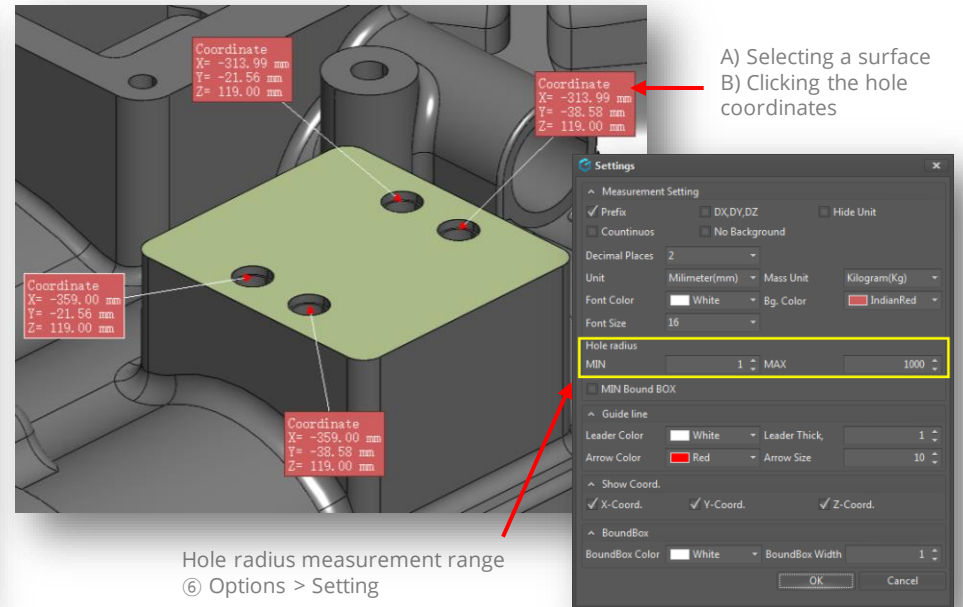 Coordinate
X= -313.99 mm
Y= -21.56 mm
Z= 119.00 mm
Coordinate
X= -313.99 mm
Y= -38.58 mm
Z= 119.00 mm
A) Selecting a surface
B) Clicking the hole
coordinates
Coordinate
X= -359.00 mm
Y= -21.56 mm
Z= 119.00 mm
Coordinate
X= -359.00 mm
Y= -38.58 mm
Z= 119.00 mm
Settings
Measurement Setting
Prefix DX,DY,DZ Hide Unit
Countinuos No Background
Decimal Places 2
Unit Milimeter(mm) Mass Unit Kilogram(Kg)
Font Color White Bg. Color IndianRed
Font Size 16
Hole radius
MIN 1 MAX 1000
MIN Bound BOX
Guide line
Leader Color White Leader Thick, 1
Arrow Color Red Arrow Size 10
Show Coord.
X-Coord. Y-Coord. Z-Coord.
BoundBox
BoundBox Color White BoundBox Width 1
OK Cancel
Hole radius measurement range
⑥ Options > Setting